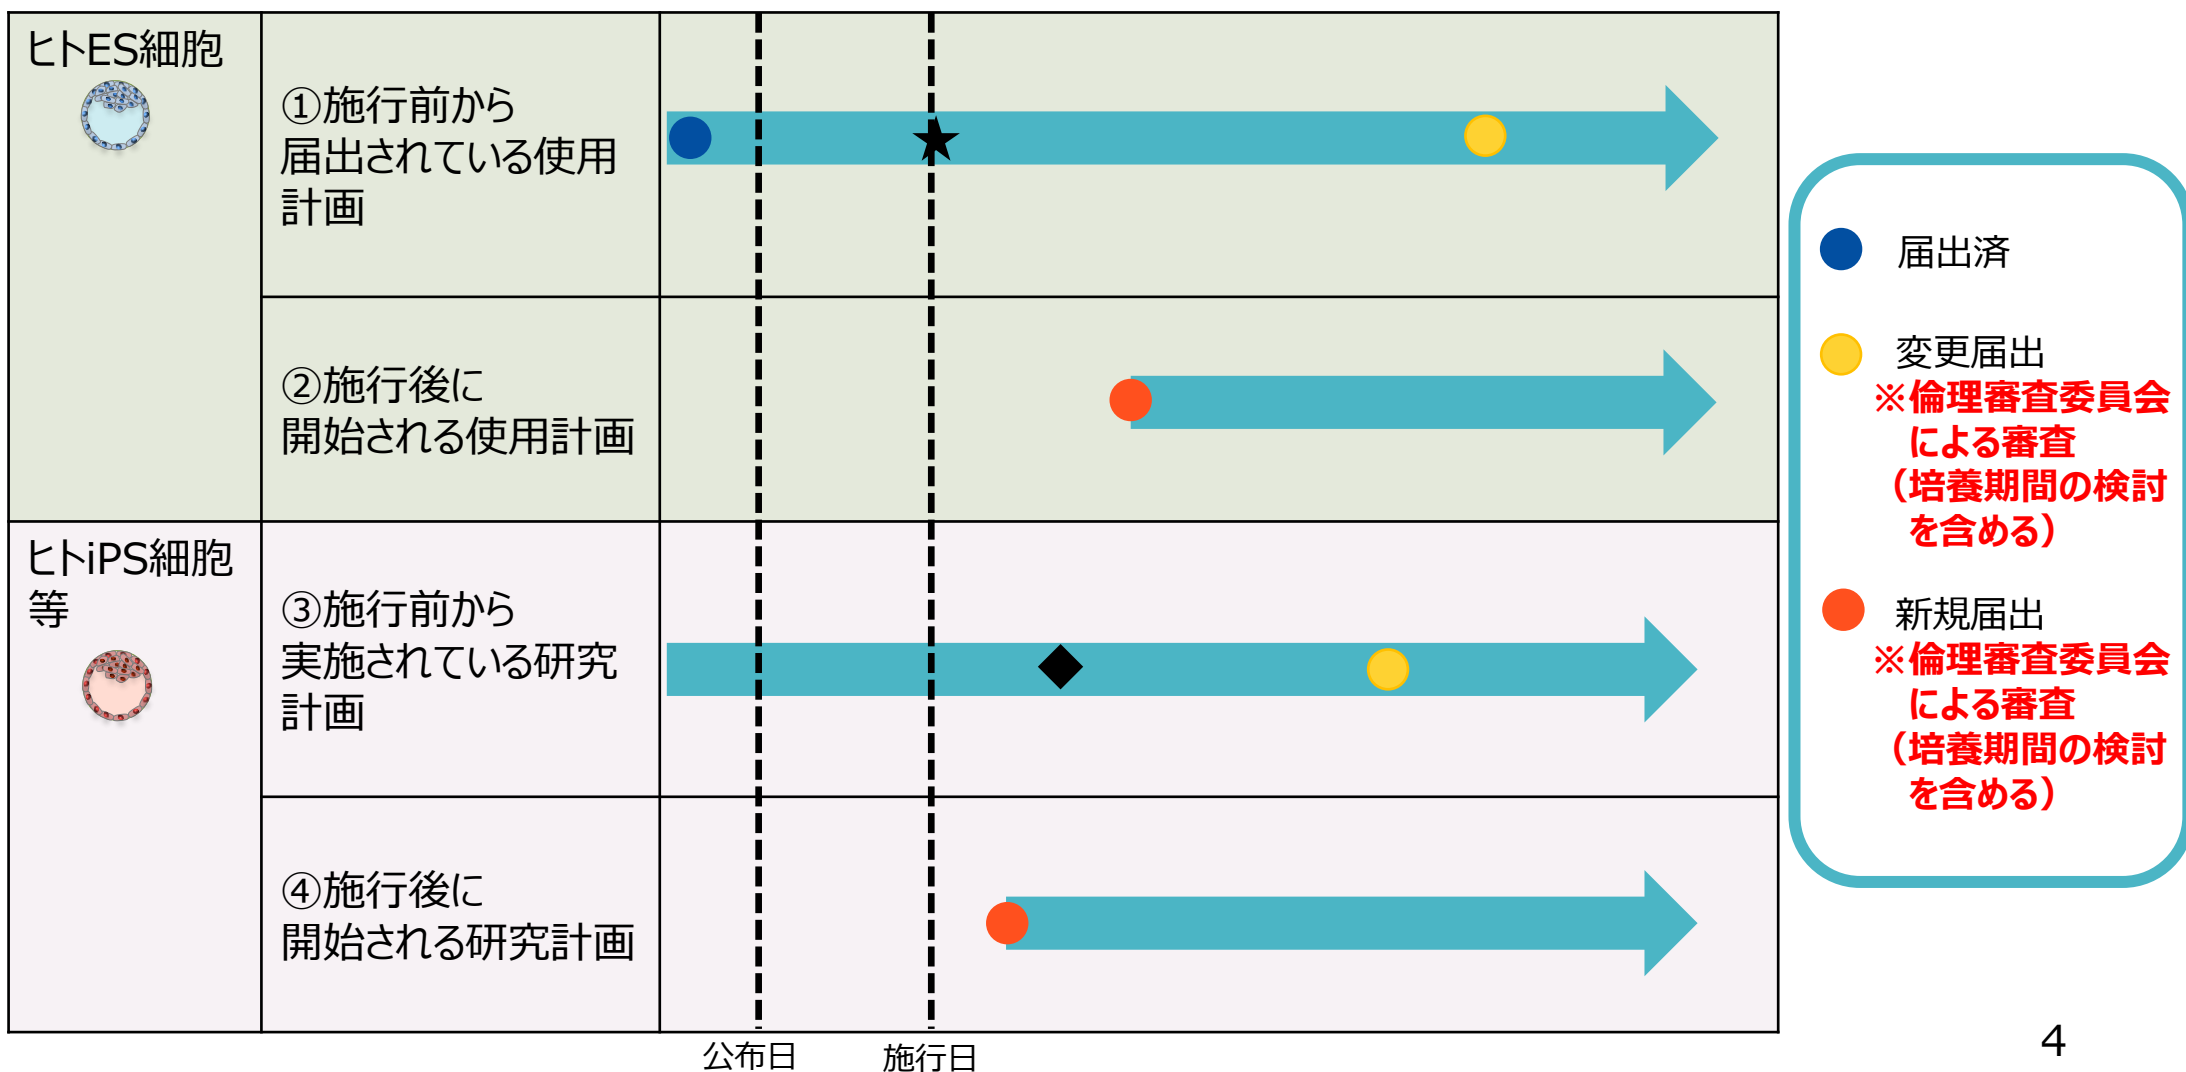 ヒトES細胞
①施行前から
届出されている使用
計画
②施行後に
開始される使用計画
ヒトiPS細胞
等
③施行前から
実施されている研究
計画
④施行後に
開始される研究計画
公布日
施行日
届出済
変更届出
※倫理審査委員会
による審査
（培養期間の検討
を含める）
新規届出
※倫理審査委員会
による審査
（培養期間の検討
を含める）
4